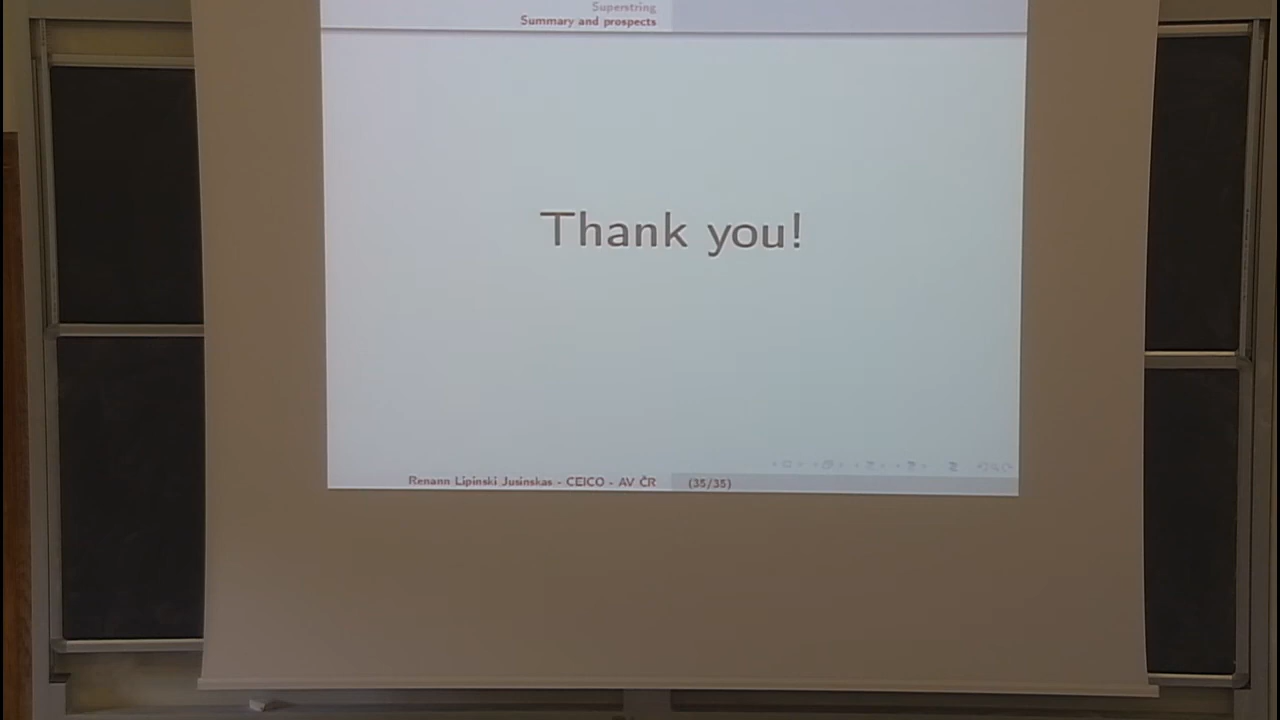 Superstring
Summary and prospects
Thank you!
Renann Lipinski Jusinskas - CEICO - AV ČR (35/35)